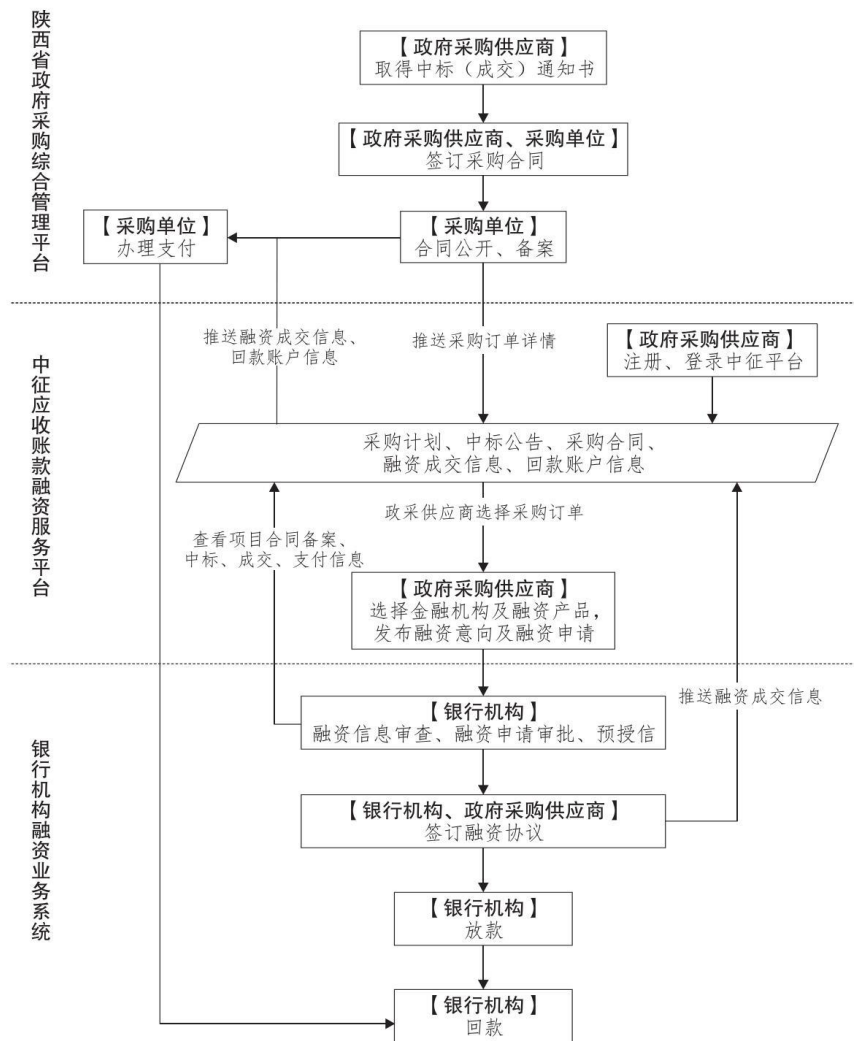 陕西省政府采购综合管理平台
【政府采购供应商】
取得中标（成交）通知书
【政府采购供应商、采购单位】
签订采购合同
【采购单位】
办理支付
【采购单位】
合同公开、备案
中征应收账款融资服务平台
推送融资成交信息、
回款账户信息
推送采购订单详情
【政府采购供应商】
注册、登录中征平台
采购计划、中标公告、采购合同、
融资成交信息、回款账户信息
政采供应商选择采购订单
查看项目合同备案、
中标、成交、支付信息
【政府采购供应商】
选择金融机构及融资产品，
发布融资意向及融资申请
银行机构融资业务系统
【银行机构】
融资信息审查、融资申请审批、预授信
推送融资成交信息
【银行机构、政府采购供应商】
签订融资协议
【银行机构】
放款
【银行机构】
回款